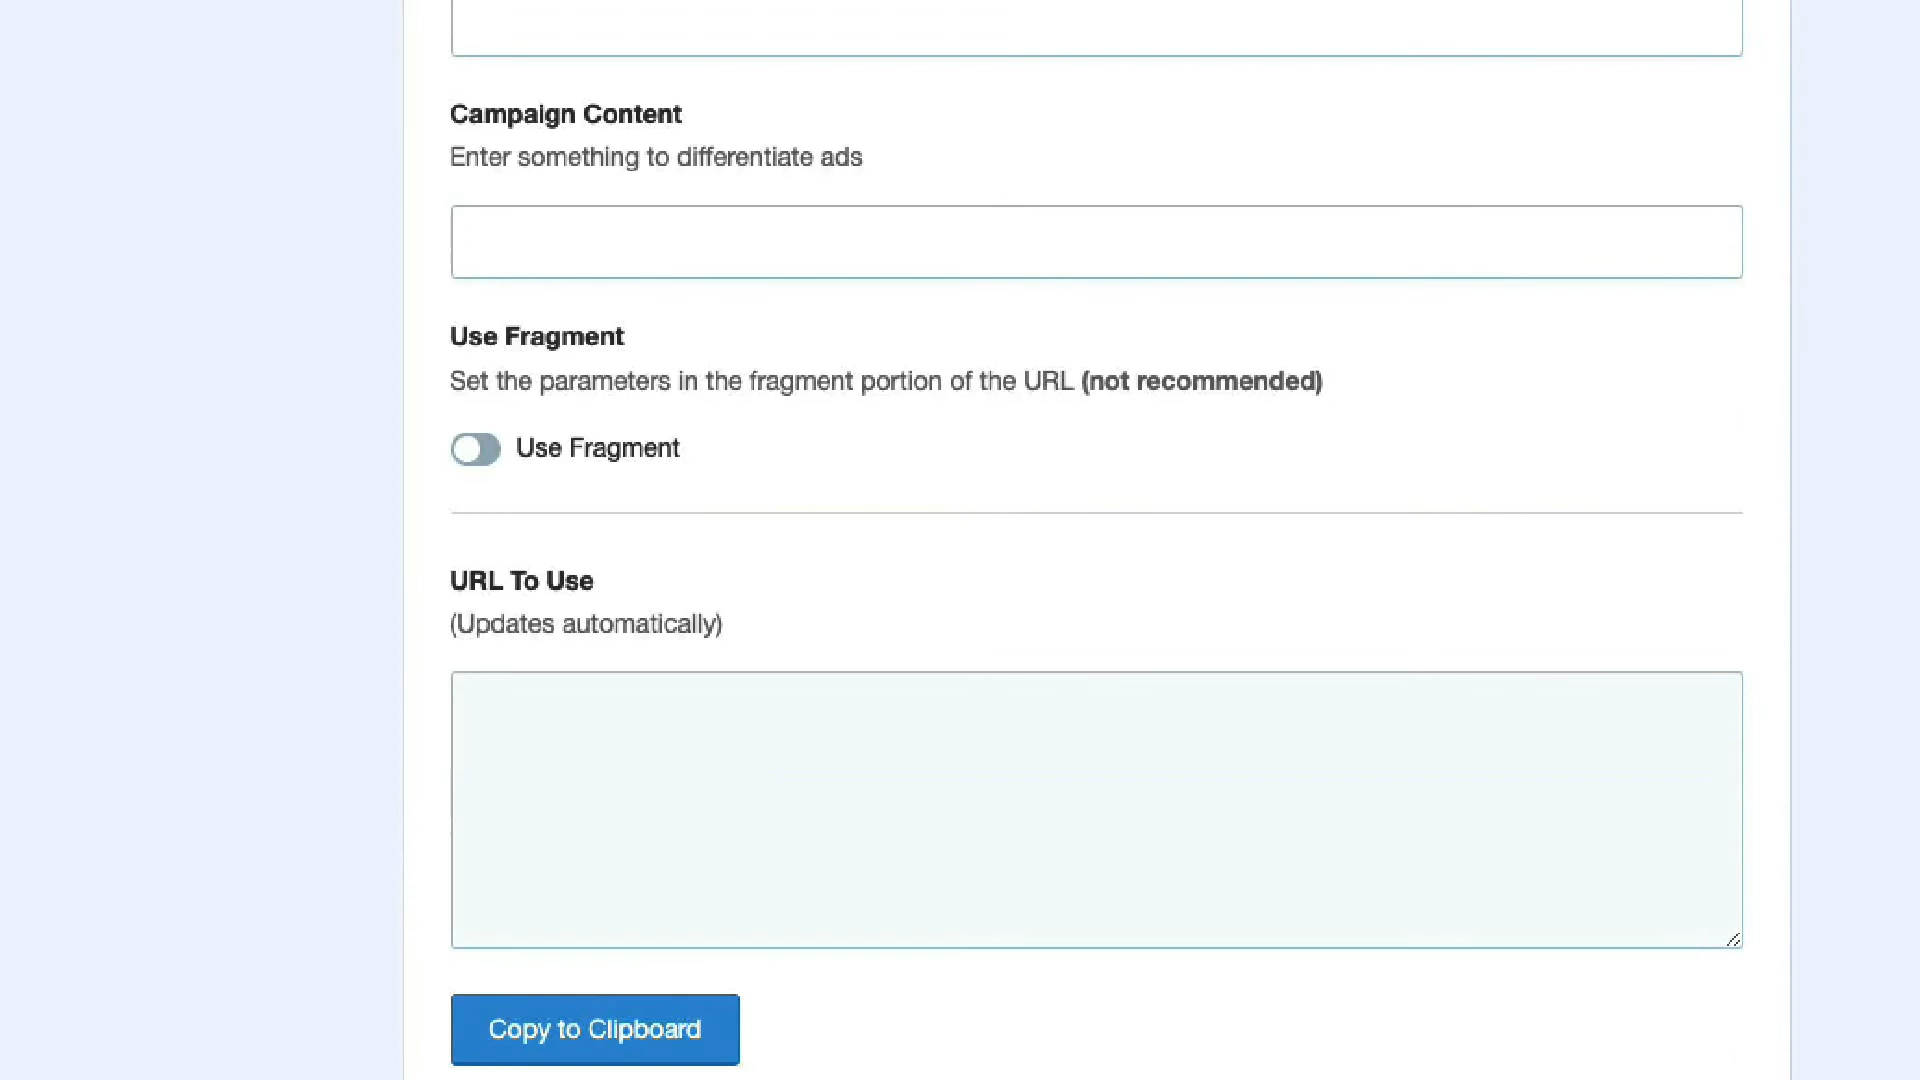 Campaign Content
Enter something to differentiate ads
Use Fragment
Set the parameters in the fragment portion of the URL (not recommended)
Use Fragment
URL To Use
(Updates automatically)
Copy to Clipboard